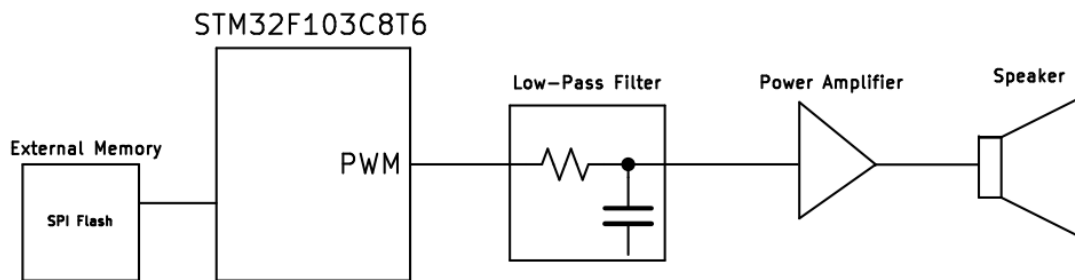 STM32F103C8T6
Low-Pass Filter
Power Amplifier
Speaker
External Memory
PWM
SPI Flash